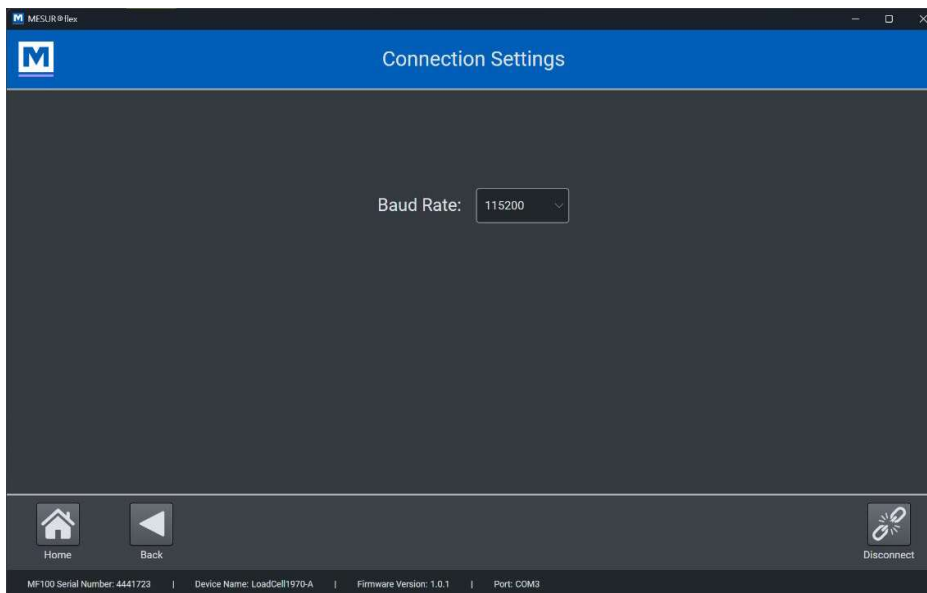 M MESUR®flex
M
Connection Settings
Baud Rate: 115200
Home
Back
Disconnect
MF100 Serial Number: 4441723 | Device Name: LoadCell1970-A | Firmware Version: 1.0.1 | Port: COM3